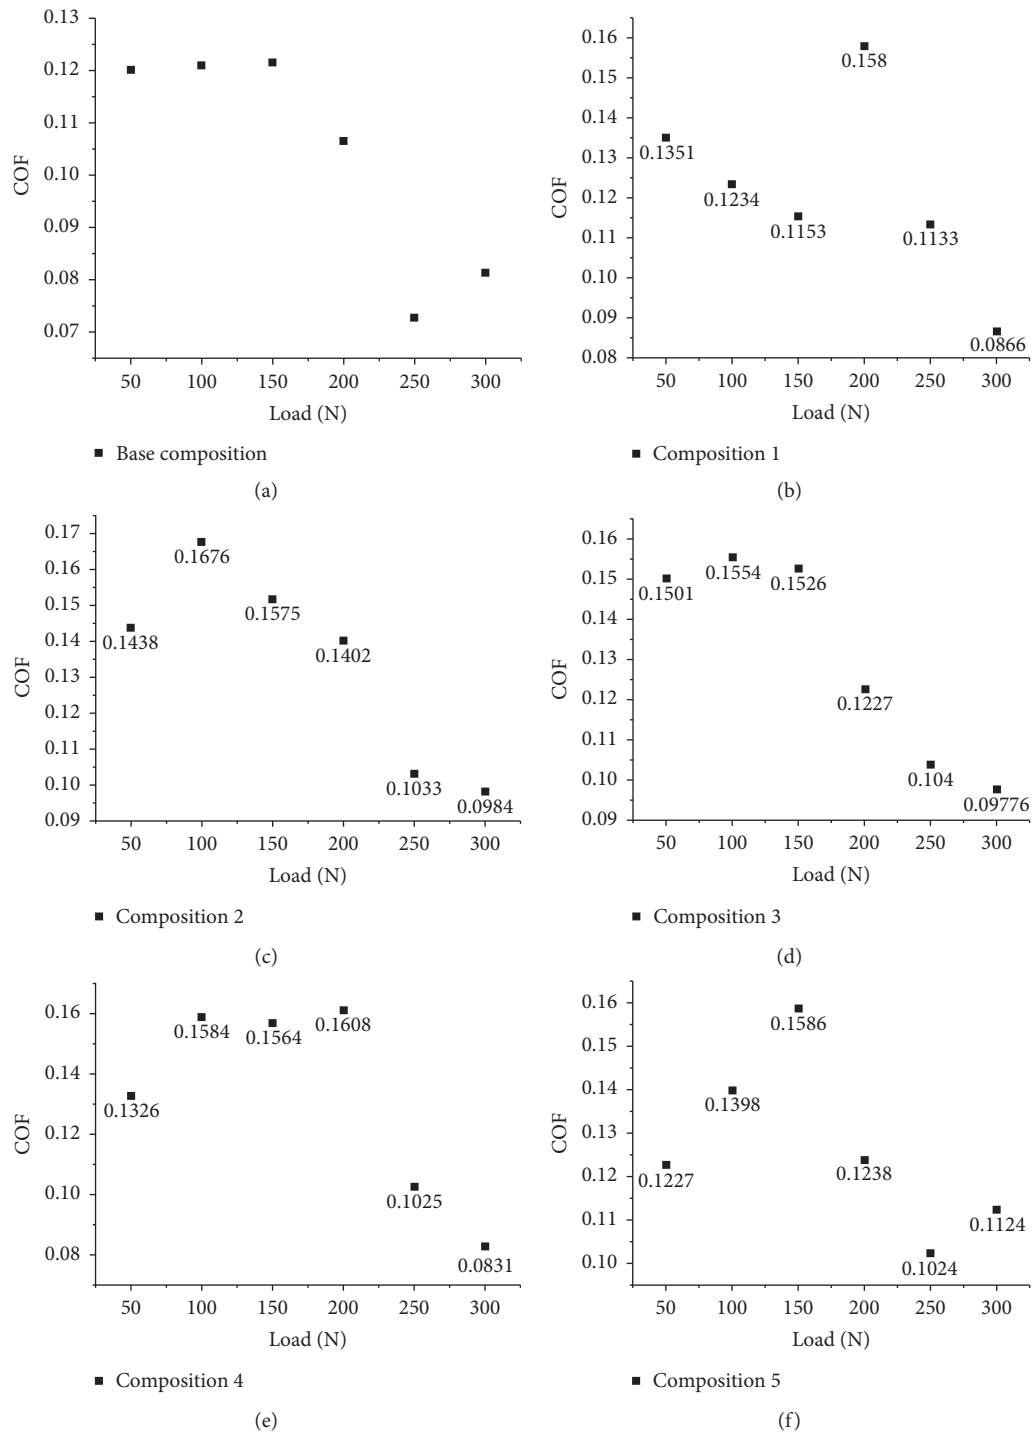 0.13
0.12
0.11
0.10
0.09
0.08
0.07
COF
50 100 150 200 250 300
Load (N)
Base composition
(a)
0.16
0.15
0.14
0.13
0.12
0.11
0.10
0.09
0.08
COF
0.1351
0.1234
0.1153
0.158
0.1133
0.0866
50 100 150 200 250 300
Load (N)
Composition 1
(b)
0.17
0.16
0.15
0.14
0.13
0.12
0.11
0.10
0.09
COF
0.1438
0.1676
0.1575
0.1402
0.1033
0.0984
50 100 150 200 250 300
Load (N)
Composition 2
(c)
0.16
0.15
0.14
0.13
0.12
0.11
0.10
0.09
COF
0.1501
0.1554
0.1526
0.1227
0.104
0.09776
50 100 150 200 250 300
Load (N)
Composition 3
(d)
0.16
0.14
0.12
0.10
0.08
COF
0.1326
0.1584
0.1564
0.1608
0.1025
0.0831
50 100 150 200 250 300
Load (N)
Composition 4
(e)
0.16
0.15
0.14
0.13
0.12
0.11
0.10
COF
0.1227
0.1398
0.1586
0.1238
0.1024
0.1124
50 100 150 200 250 300
Load (N)
Composition 5
(f)